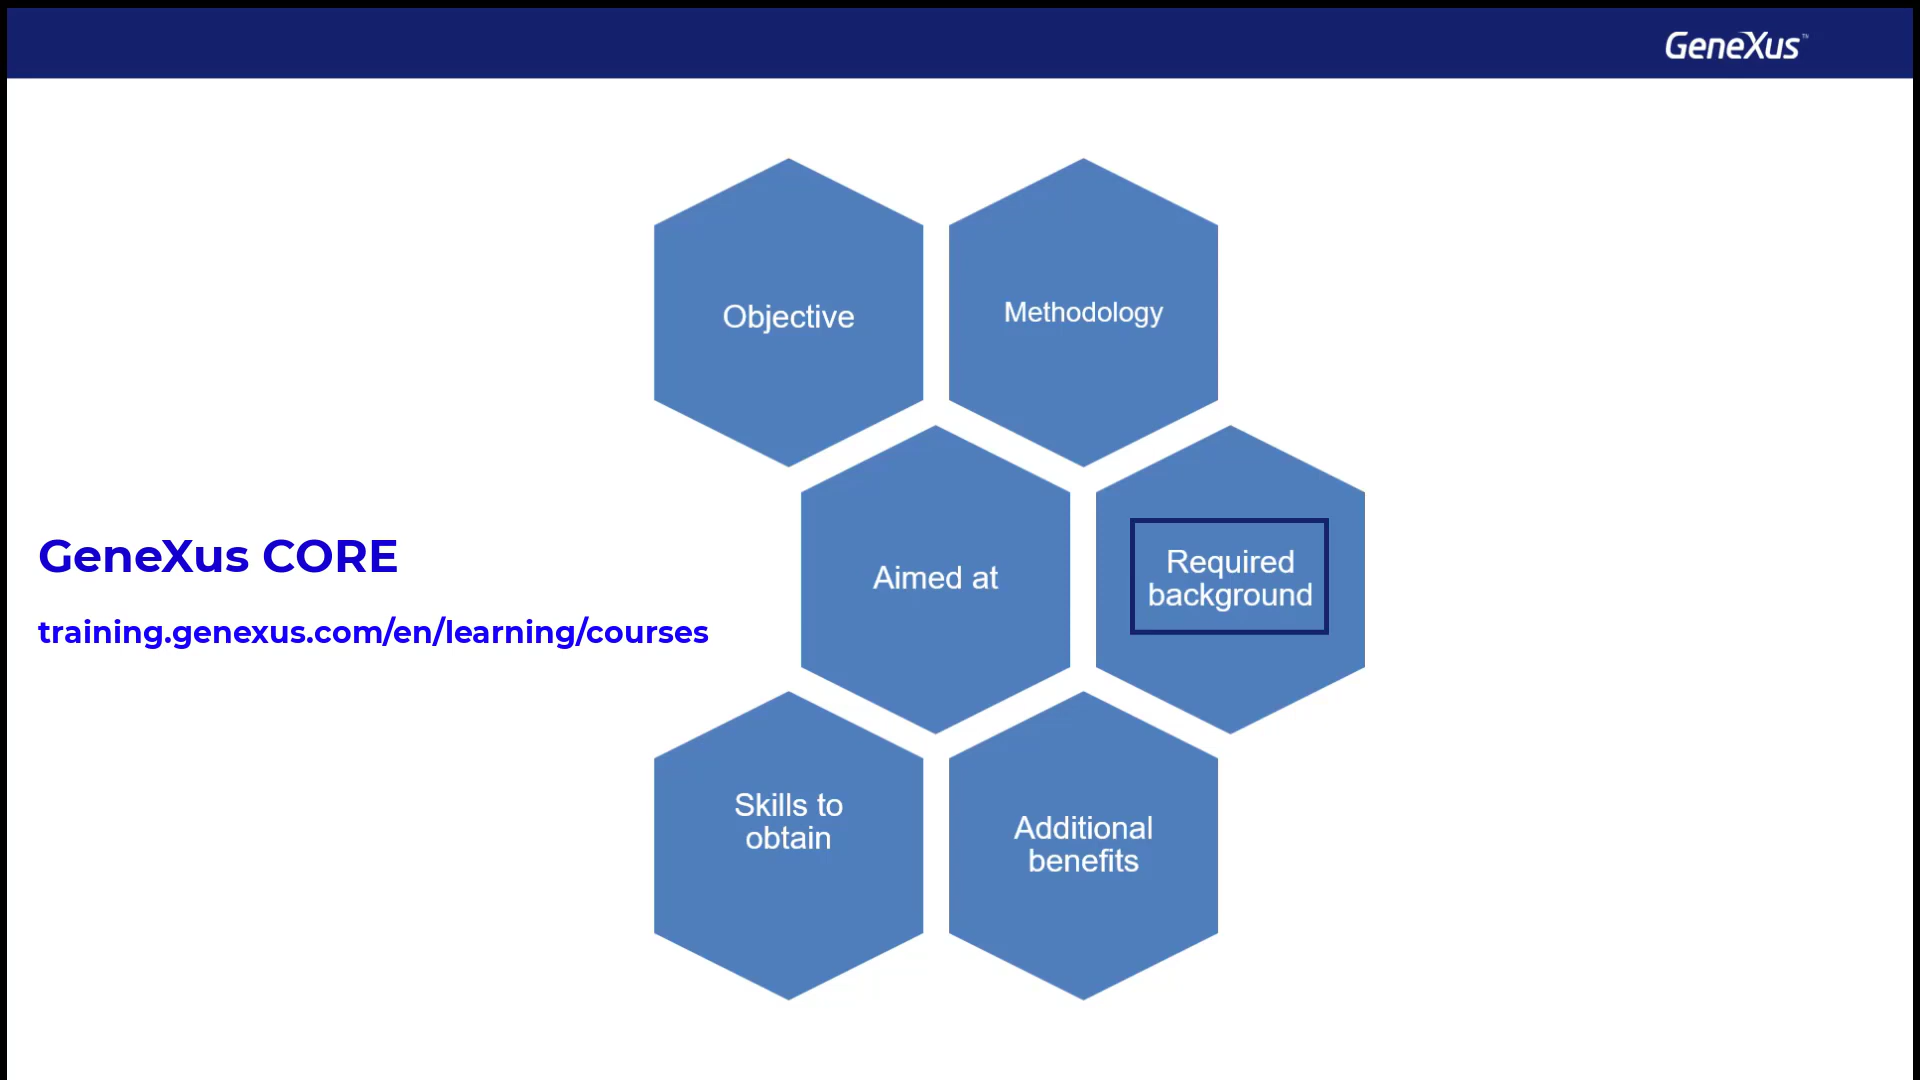 GeneXus™
Objective
Methodology
GeneXus CORE
training.genexus.com/en/learning/courses
Aimed at
Required
background
Skills to
obtain
Additional
benefits